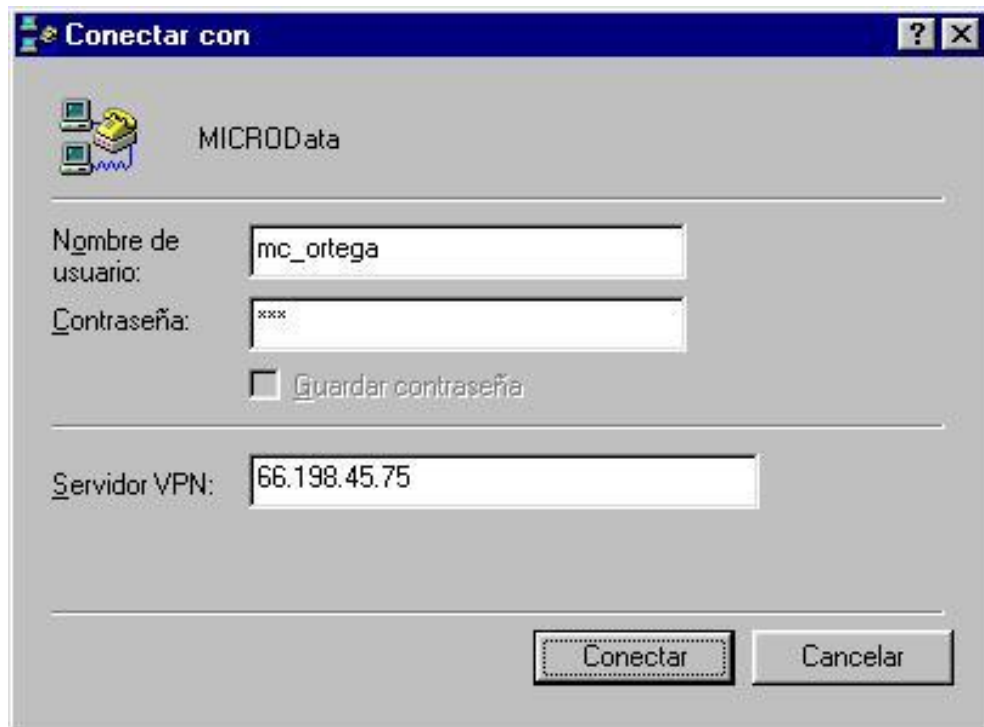 Conectar con
MICROData
Nombre de
usuario:
mc_ortega
Contraseña:
***
Guardar contraseña
Servidor VPN:
66.198.45.75
Conectar
Cancelar